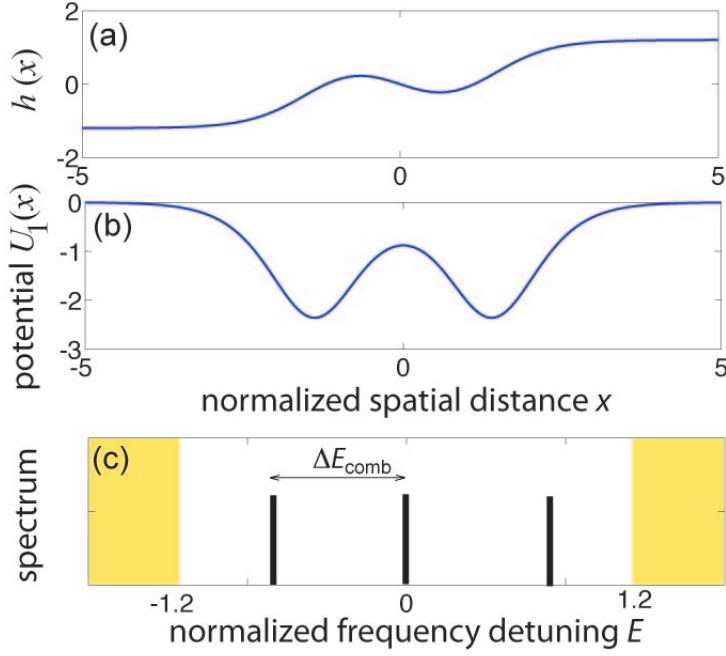 (a)
h (x)
2
0
-2
-5
0
5
(b)
potential U1(x)
0
-1
-2
-3
-5
0
5
normalized spatial distance x
(c)
spectrum
ΔEcomb
-1.2
0
1.2
normalized frequency detuning E